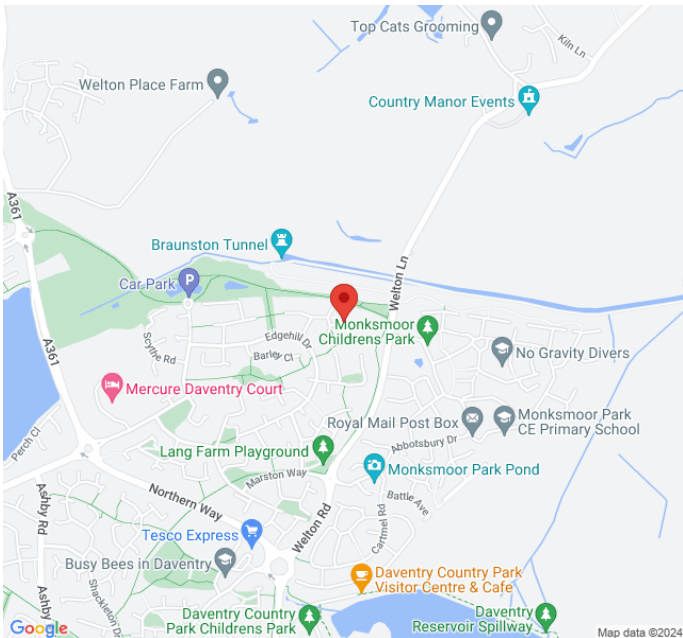 Top Cats Grooming
Kiln Ln
Welton Place Farm
Country Manor Events
A361
Braunston Tunnel
Welton Ln
Car Park
P
Monksmoor
Childrens Park
Edgehill Dr
Scythe Rd
Barley Cl
A361
No Gravity Divers
Mercure Daventry Court
Royal Mail Post Box
Monksmoor Park
CE Primary School
Perch Cl
Abbotsbury Dr
Lang Farm Playground
Monksmoor Park Pond
Marston Way
Northern Way
Battle Ave
Ashby Rd
Welton Rd
Cartmel Rd
Tesco Express
Busy Bees in Daventry
Daventry Country Park
Visitor Centre & Cafe
Shackleton Dr
Ashby
Daventry Country
Park Childrens Park
Daventry
Reservoir Spillway
Google
Map data ©2024